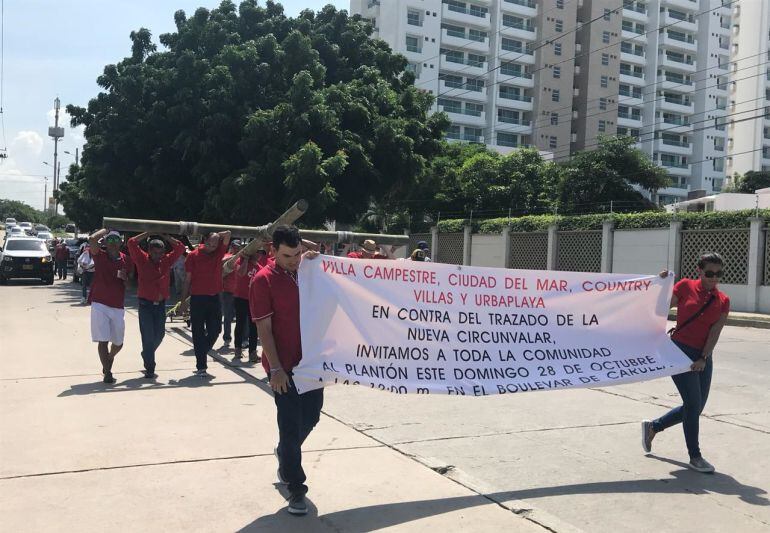 VILLA CAMPESTRE, CIUDAD DEL MAR, COUNTRY
VILLAS Y URBAPLAYA
EN CONTRA DEL TRAZADO DE LA
NUEVA CIRCUNVALAR,
INVITAMOS A TODA LA COMUNIDAD
AL PLANTÓN ESTE DOMINGO 28 DE OCTUBRE
EN EL BOULEVAR DE